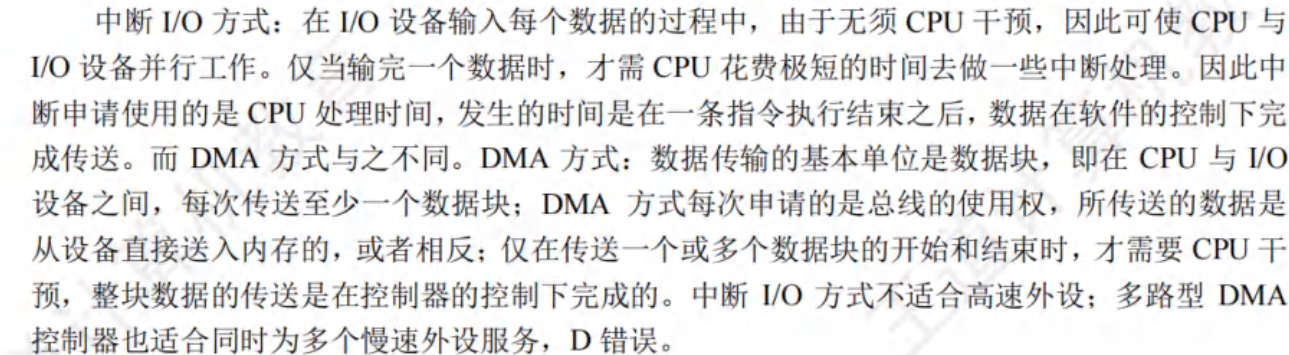 中断 I/O 方式：在 I/O 设备输入每个数据的过程中，由于无须 CPU 干预，因此可使 CPU 与
I/O 设备并行工作。仅当输完一个数据时，才需 CPU 花费极短的时间去做一些中断处理。因此中
断申请使用的是 CPU 处理时间，发生的时间是在一条指令执行结束之后，数据在软件的控制下完
成传送。而 DMA 方式与之不同。DMA 方式：数据传输的基本单位是数据块，即在 CPU 与 I/O
设备之间，每次传送至少一个数据块；DMA 方式每次申请的是总线的使用权，所传送的数据是
从设备直接送入内存的，或者相反；仅在传送一个或多个数据块的开始和结束时，才需要 CPU 干
预，整块数据的传送是在控制器的控制下完成的。中断 I/O 方式不适合高速外设；多路型 DMA
控制器也适合同时为多个慢速外设服务，D 错误。